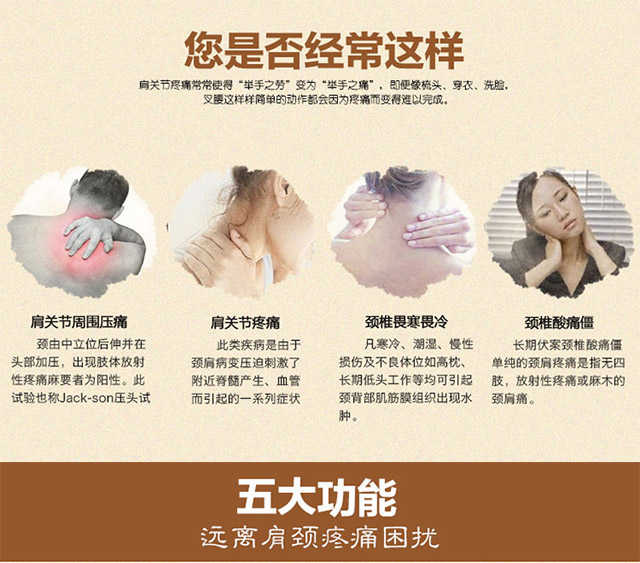 您是否经常这样
肩关节疼痛常常使得“举手之劳”变为“举手之痛”，即便像梳头、穿衣、洗脸，
叉腰这样样简单的动作都会因为疼痛而变得难以完成。
肩关节周围压痛
颈由中立位后伸并在
头部加压，出现肢体放射
性疼痛麻要者为阳性。此
试验也称Jack-son压头试
肩关节疼痛
此类疾病是由于
颈肩病变压迫刺激了
附近脊髓产生、血管
而引起的一系列症状
颈椎畏寒畏冷
凡寒冷、潮湿、慢性
损伤及不良体位如高枕、
长期低头工作等均可引起
颈背部肌筋膜组织出现水
肿。
颈椎酸痛僵
长期伏案颈椎酸痛僵
单纯的颈肩疼痛是指无四
肢，放射性疼痛或麻木的
颈肩痛。
五大功能
远离肩颈疼痛困扰